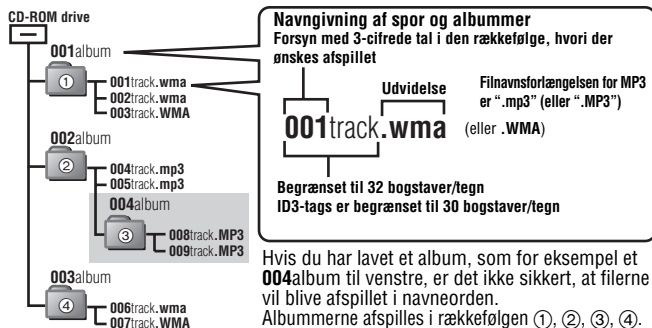 CD-ROM drive
001album
①
001track.wma
002track.wma
003track.WMA
002album
②
004track.mp3
005track.mp3
004album
③
008track.MP3
009track.MP3
003album
④
006track.wma
007track.WMA
Navngivning af spor og albummer
Forsyn med 3-cifrede tal i den rækkefølge, hvori der
ønskes afspillet
Udvidelse
001track.wma
(eller .WMA)
Filnavnsforlængelsen for MP3
er “.mp3” (eller “.MP3”)
Begrænset til 32 bogstaver/tegn
ID3-tags er begrænset til 30 bogstaver/tegn
Hvis du har lavet et album, som for eksempel et
004album til venstre, er det ikke sikkert, at filerne
vil blive afspillet i navneorden.
Albummerne afspilles i rækkefølgen ①, ②, ③, ④.